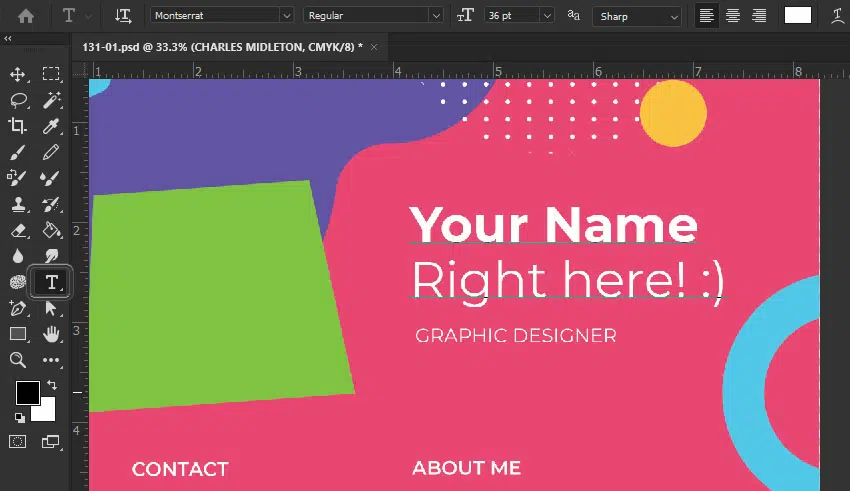 Montserrat
Regular
36 pt
Sharp
131-01.psd @ 33.3% (CHARLES MIDLETON, CMYK/8) *
1 2 3 4 5 6 7 8
1
2
3
4
Your Name
Right here! :)
GRAPHIC DESIGNER
CONTACT
ABOUT ME